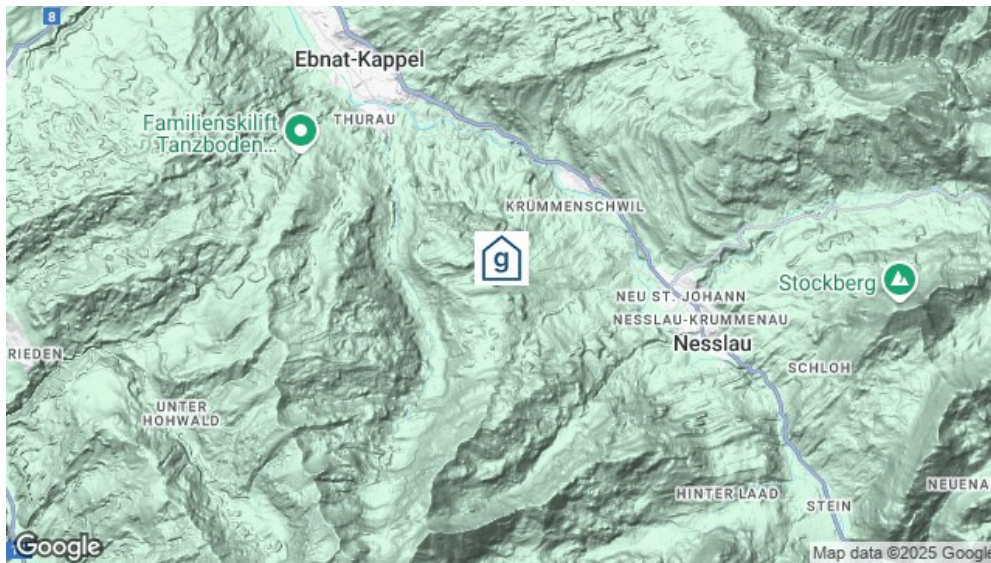 8
Ebnat-Kappel
Familienskilift
Tanzboden...
THURAU
KRUMMENSCHWIL
g
Stockberg
NEU ST. JOHANN
NESSLAU-KRUMMENAU
Nesslau
RIEDEN
SCHLOH
UNTER
HOHWALD
HINTER LAAD
NEUENA
STEIN
Google
Map data ©2025 Google